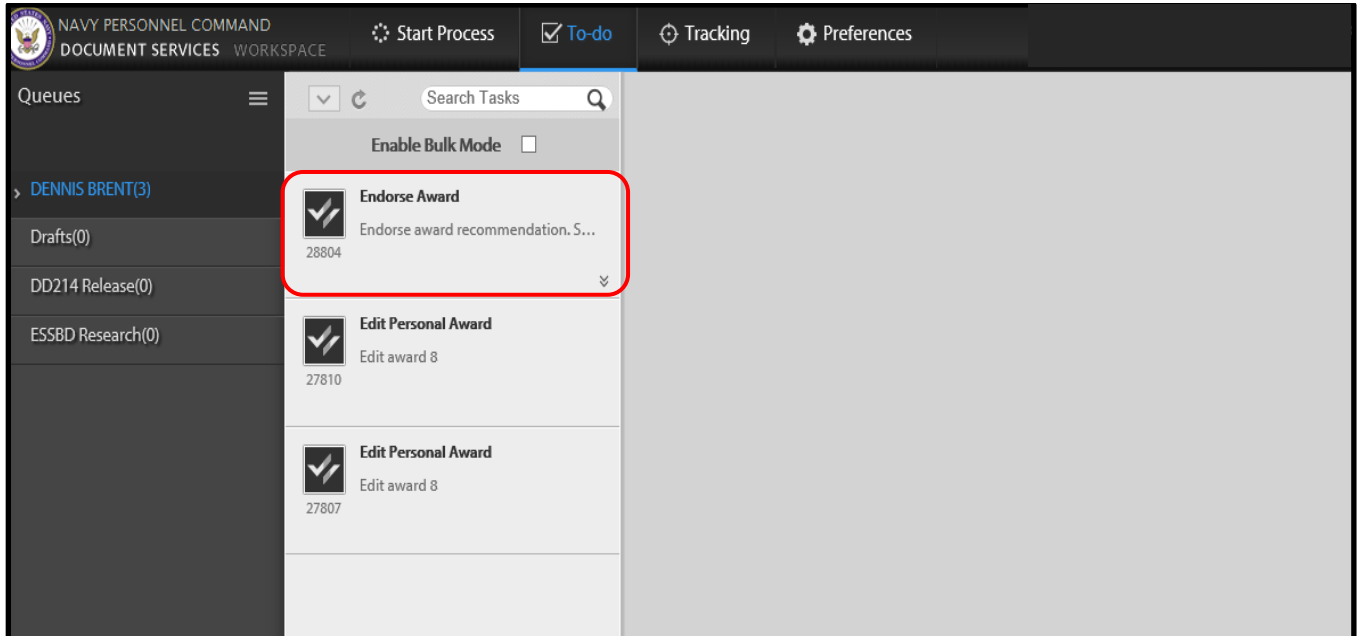 NAVY PERSONNEL COMMAND
DOCUMENT SERVICES WORKSPACE
Start Process
To-do
Tracking
Preferences
Queues
Search Tasks
Enable Bulk Mode
DENNIS BRENT(3)
Drafts(0)
DD214 Release(0)
ESSBD Research(0)
Endorse Award
Endorse award recommendation. S...
28804
Edit Personal Award
Edit award 8
27810
Edit Personal Award
Edit award 8
27807